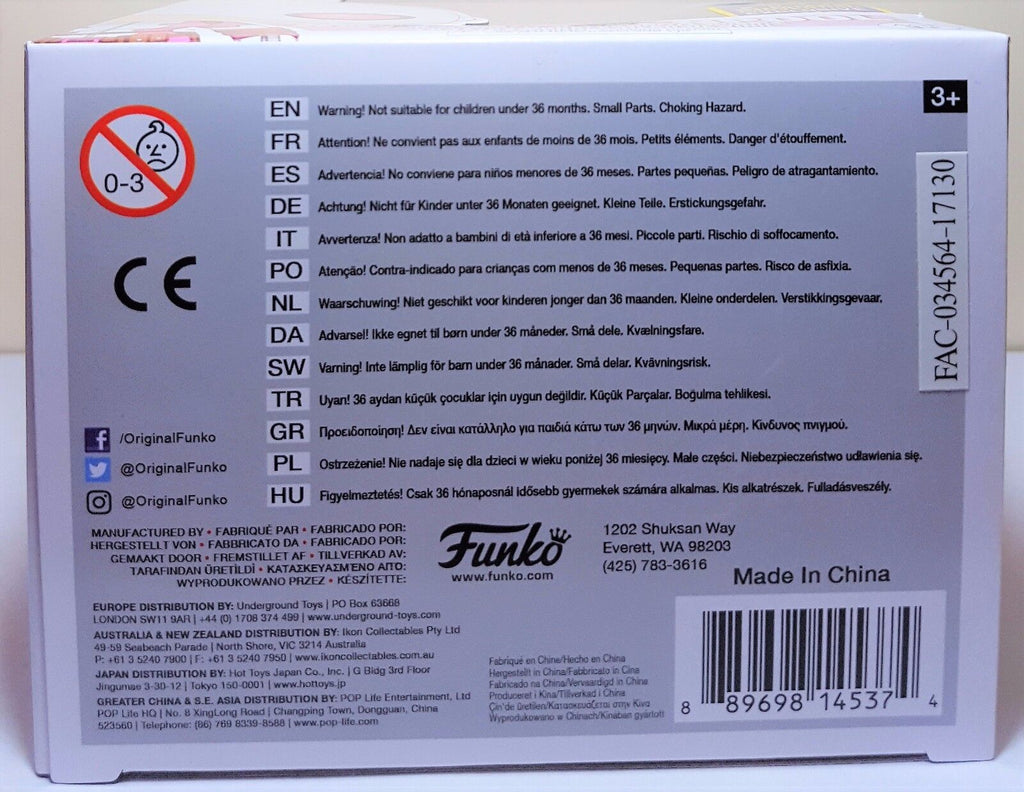 3+
0-3
EN Warning! Not suitable for children under 36 months. Small Parts. Choking Hazard.
FR Attention! Ne convient pas aux enfants de moins de 36 mois. Petits éléments. Danger d'étouffement.
ES Advertencia! No conviene para niños menores de 36 meses. Partes pequeñas. Peligro de atragantamiento.
DE Achtung! Nicht für Kinder unter 36 Monaten geeignet. Kleine Teile. Erstickungsgefahr.
IT Avvertenza! Non adatto a bambini di età inferiore a 36 mesi. Piccole parti. Rischio di soffocamento.
PO Atenção! Contra-indicado para crianças com menos de 36 meses. Pequenas partes. Risco de asfixia.
NL Waarschuwing! Niet geschikt voor kinderen jonger dan 36 maanden. Kleine onderdelen. Verstikkingsgevaar.
DA Advarsel! Ikke egnet til børn under 36 måneder. Små dele. Kvælningsfare.
SW Varning! Inte lämplig för barn under 36 månader. Små delar. Kvävningsrisk.
TR Uyarı! 36 aydan küçük çocuklar için uygun değildir. Küçük Parçalar. Boğulma tehlikesi.
GR Προειδοποίηση! Δεν είναι κατάλληλο για παιδιά κάτω των 36 μηνών. Μικρά μέρη. Κίνδυνος πνιγμού.
PL Ostrzeżenie! Nie nadaje się dla dzieci w wieku poniżej 36 miesięcy. Małe części. Niebezpieczeństwo udławienia się.
HU Figyelmeztetés! Csak 36 hónaposnál idősebb gyermekek számára alkalmas. Kis alkatrészek. Fulladásveszély.
CE
FAC-034564-17130
/OriginalFunko
@OriginalFunko
@OriginalFunko
MANUFACTURED BY • FABRIQUÉ PAR • FABRICADO POR:
HERGESTELLT VON • FABBRICATO DA • FABRICADO POR:
GEMAAKT DOOR • FREMSTILLET AF • TILLVERKAD AV:
TARAFINDAN ÜRETİLDİ • ΚΑΤΑΣΚΕΥΑΣΜΈΝΟ ΑΠΌ:
WYPRODUKOWANO PRZEZ • KÉSZÍTETTE:
Funko
www.funko.com
1202 Shuksan Way
Everett, WA 98203
(425) 783-3616
Made In China
EUROPE DISTRIBUTION BY: Underground Toys | PO Box 63668
LONDON SW11 9AR | +44 (0) 1708 374 499 | www.underground-toys.com
AUSTRALIA & NEW ZEALAND DISTRIBUTION BY: Ikon Collectables Pty Ltd
49-59 Seabeach Parade | North Shore, VIC 3214 Australia
P: +61 3 5240 7900 | F: +61 3 5240 7950 | www.ikoncollectables.com.au
JAPAN DISTRIBUTION BY: Hot Toys Japan Co., Inc. | G Bldg 3rd Floor
Jingumae 3-30-12 | Tokyo 150-0001 | www.hottoys.jp
GREATER CHINA & S.E. ASIA DISTRIBUTION BY: POP Life Entertainment, Ltd
POP Life HQ | No. 8 XingLong Road | Changping Town, Dongguan, China
523560 | Telephone: (86) 769 8339-8588 | www.pop-life.com
Fabriqué en Chine/Hecho en China
Hergestellt in China/Fabbricato in Cina
Fabricado na China/Vervaardigd in China
Produceret i Kina/Tillverkad i China
Çin'de üretilen/Κατασκευάζεται στην Κίνα
Wyprodukowano w Chinach/Kínában gyártott
8 89698 14537 4